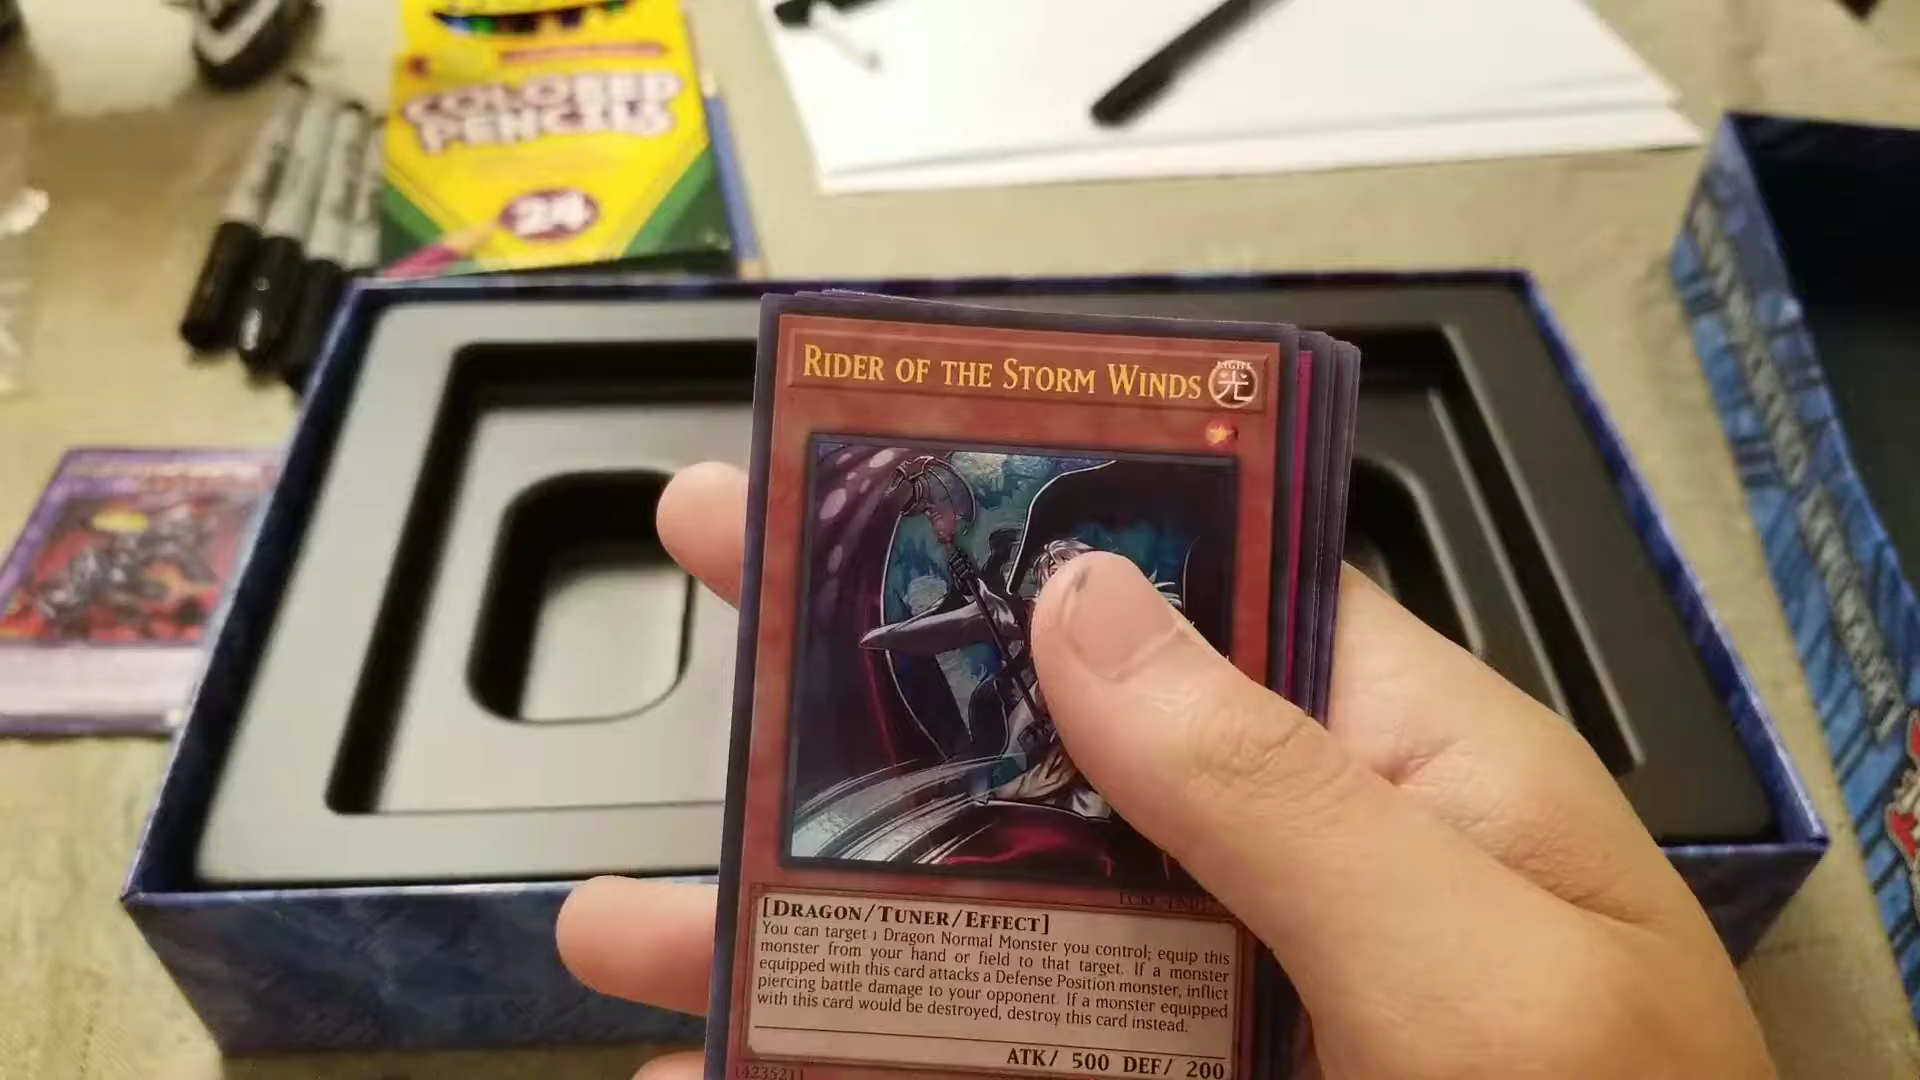 COLORED
PENCILS
24
RIDER OF THE STORM WINDS
LIGHT
光
[DRAGON/TUNER/EFFECT]
You can target 1 Dragon Normal Monster you control; equip this
monster from your hand or field to that target. If a monster
equipped with this card attacks a Defense Position monster, inflict
piercing battle damage to your opponent. If a monster equipped
with this card would be destroyed, destroy this card instead.
ATK/ 500 DEF/ 200